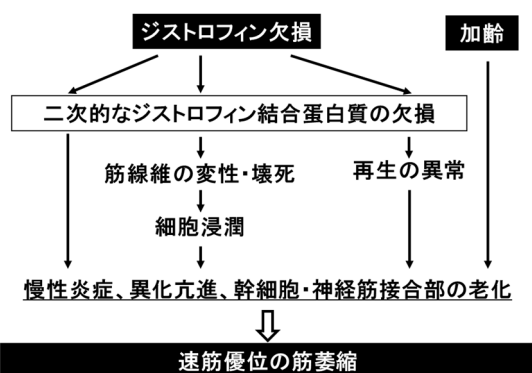 ジストロフィン欠損
加齢
二次的なジストロフィン結合蛋白質の欠損
筋線維の変性・壊死
再生の異常
細胞浸潤
慢性炎症、異化亢進、幹細胞・神経筋接合部の老化
速筋優位の筋萎縮